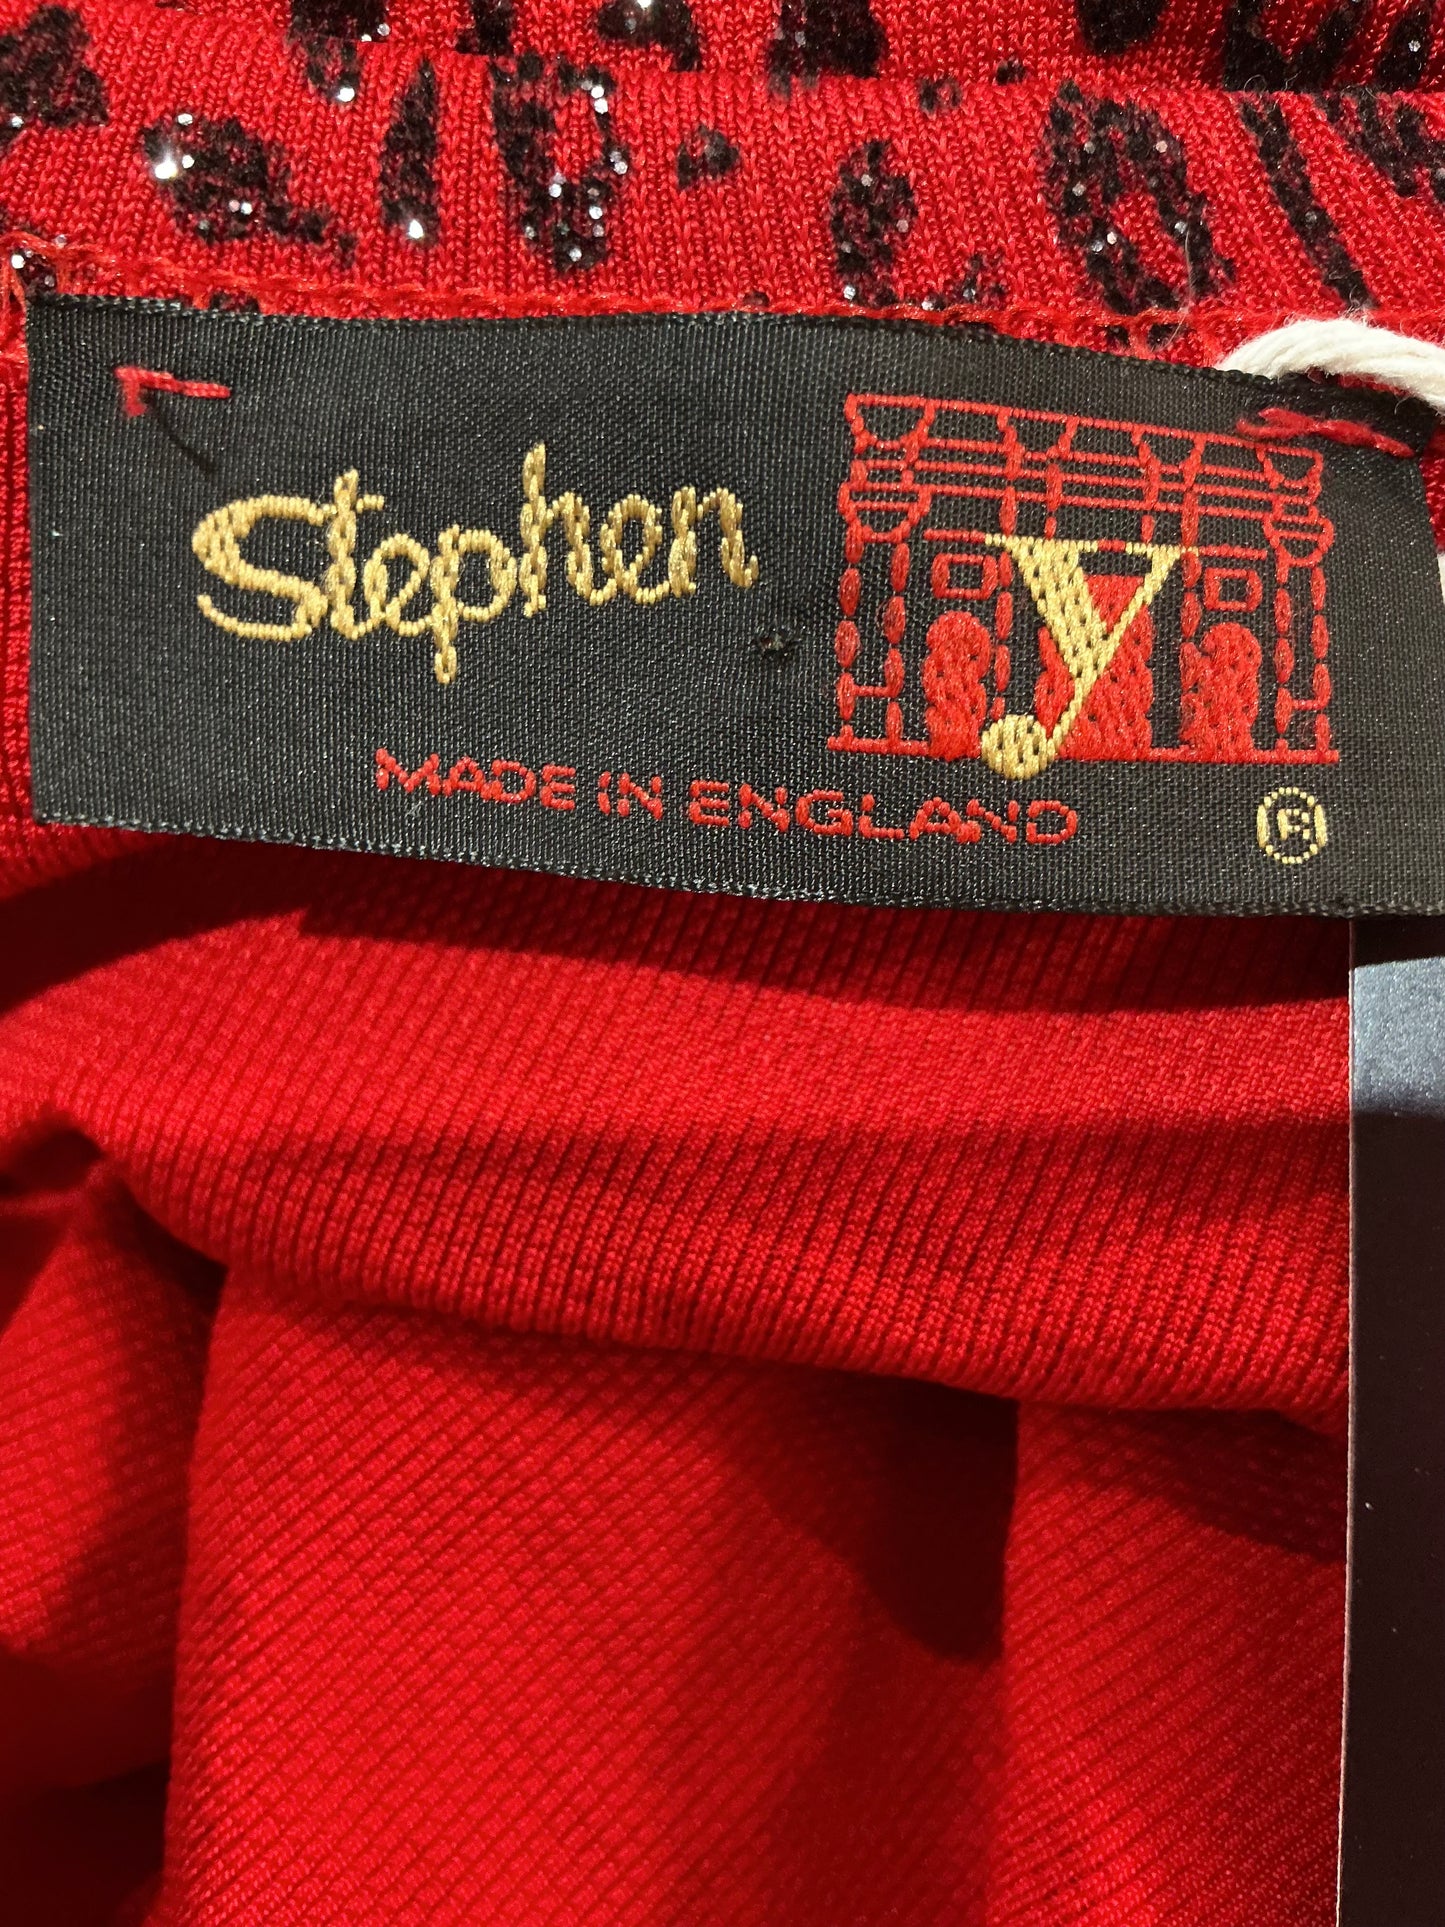 Stephen
y
MADE IN ENGLAND
®